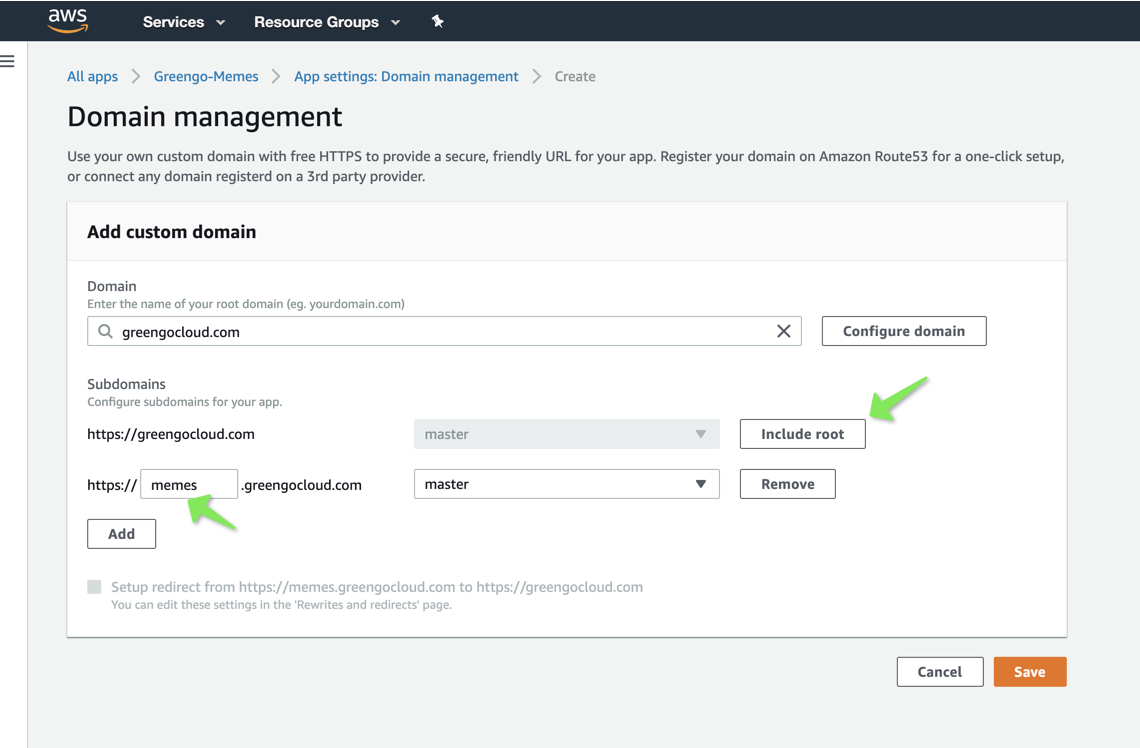 aws Services Resource Groups
All apps Greengo-Memes App settings: Domain management Create
Domain management
Use your own custom domain with free HTTPS to provide a secure, friendly URL for your app. Register your domain on Amazon Route53 for a one-click setup,
or connect any domain registerd on a 3rd party provider.
Add custom domain
Domain
Enter the name of your root domain (eg. yourdomain.com)
greengocloud.com Configure domain
Subdomains
Configure subdomains for your app.
https://greengocloud.com master Include root
https:// memes .greengocloud.com master Remove
Add
Setup redirect from https://memes.greengocloud.com to https://greengocloud.com
You can edit these settings in the 'Rewrites and redirects' page.
Cancel Save